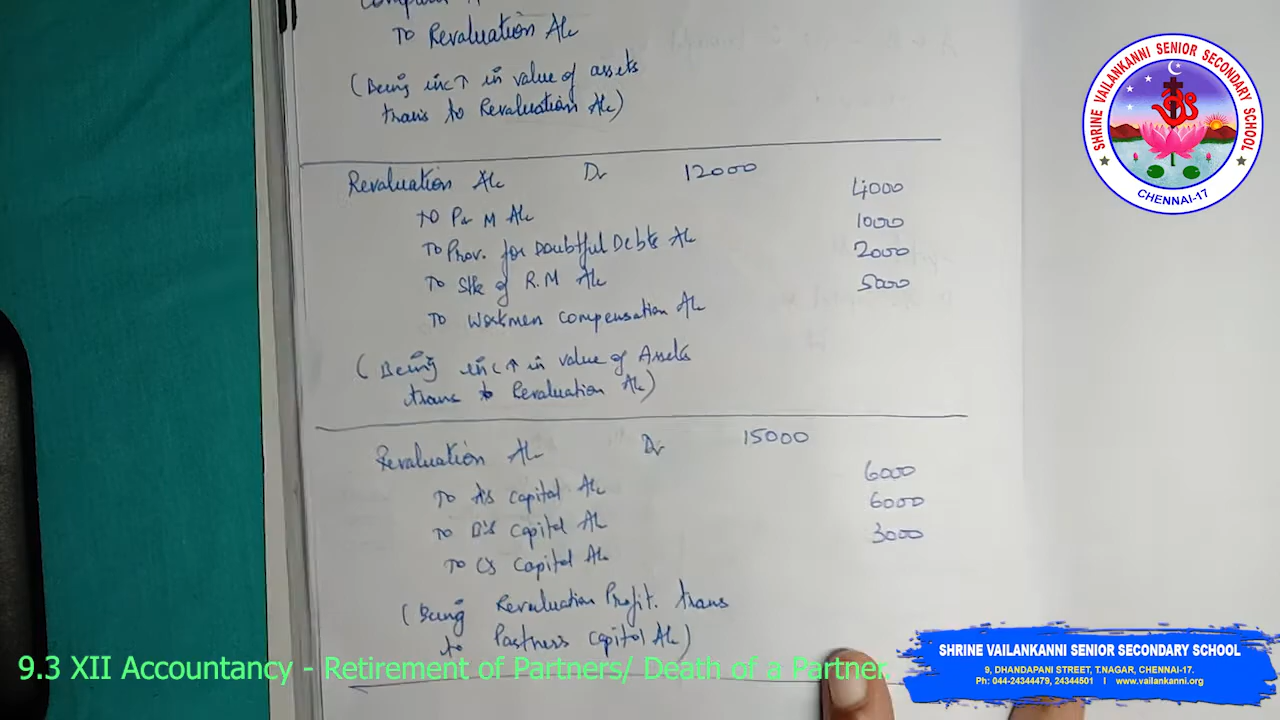 To Revaluation A/c
(Being inc↑ in value of assets
trans to Revaluation A/c)
Revaluation A/c Dr 12000
To P & M A/c 4000
To Prov. for Doubtful Debts A/c 1000
To Stk of R.M A/c 2000
To Workmen compensation A/c 5000
(Being inc↑ in value of Assets
trans to Revaluation A/c)
Revaluation A/c Dr 15000
To A's Capital A/c 6000
To B's Capital A/c 6000
To C's Capital A/c 3000
(Being Revaluation Profit. trans
to Partners capital A/c)
9.3 XII Accountancy - Retirement of Partners/ Death of a Partner.
SHRINE VAILANKANNI SENIOR SECONDARY SCHOOL
CHENNAI-17
SHRINE VAILANKANNI SENIOR SECONDARY SCHOOL
9, DHANDAPANI STREET, T.NAGAR, CHENNAI-17.
Ph: 044-24344479, 24344501 I www.vailankanni.org